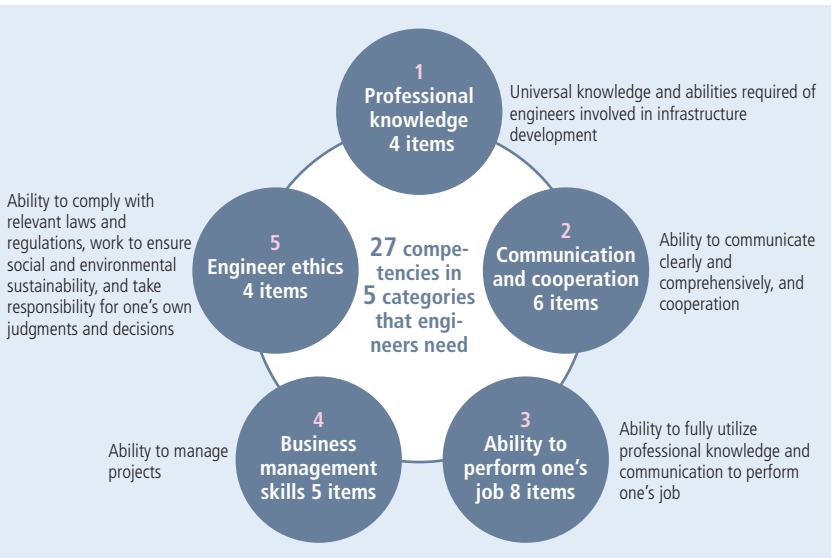 1
Professional
knowledge
4 items
Universal knowledge and abilities required of
engineers involved in infrastructure
development
2
Communication
and cooperation
6 items
Ability to communicate
clearly and
comprehensively, and
cooperation
3
Ability to
perform one's
job 8 items
Ability to fully utilize
professional knowledge and
communication to perform
one's job
4
Business
management
skills 5 items
Ability to manage
projects
5
Engineer ethics
4 items
Ability to comply with
relevant laws and
regulations, work to ensure
social and environmental
sustainability, and take
responsibility for one's own
judgments and decisions
27 compe-
tencies in
5 categories
that engi-
neers need